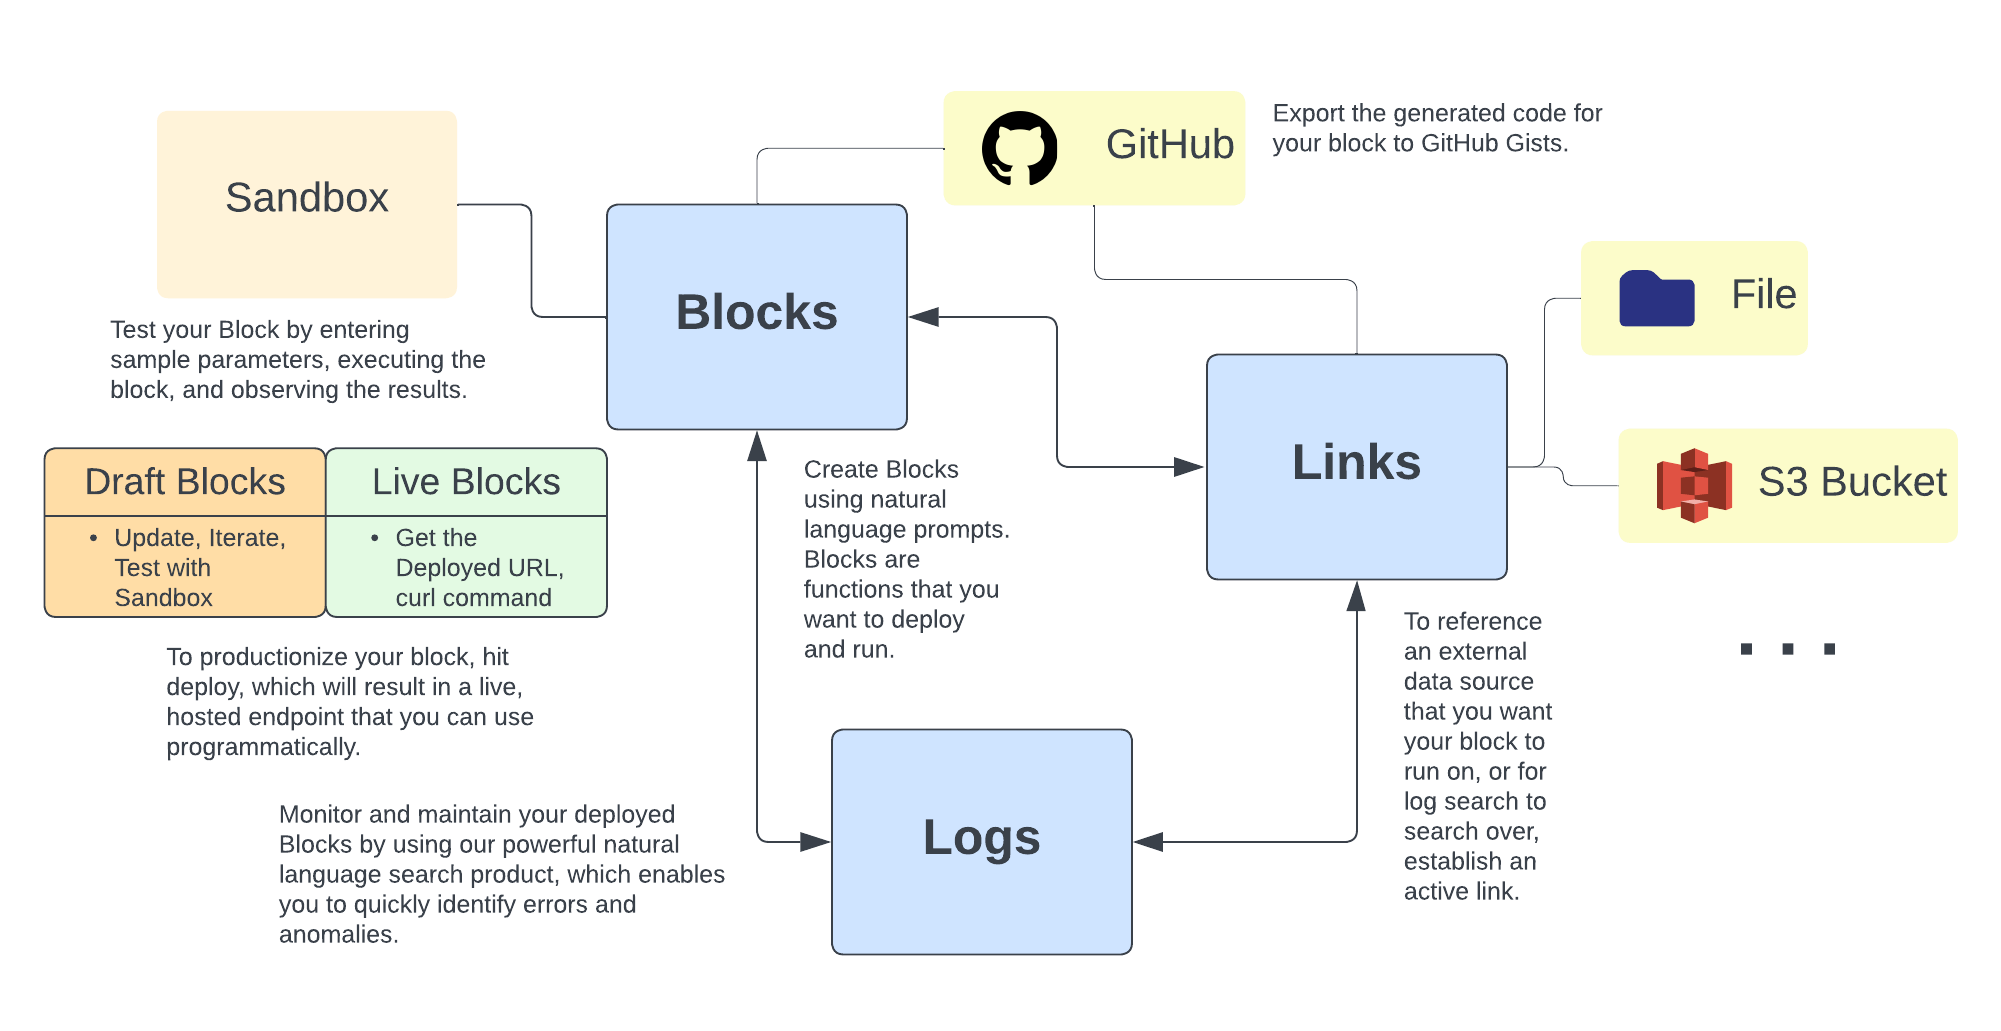 Sandbox
Test your Block by entering
sample parameters, executing the
block, and observing the results.
GitHub
Export the generated code for
your block to GitHub Gists.
Blocks
File
Links
S3 Bucket
Draft Blocks
Live Blocks
• Update, Iterate,
Test with
Sandbox
• Get the
Deployed URL,
curl command
Create Blocks
using natural
language prompts.
Blocks are
functions that you
want to deploy
and run.
To productionize your block, hit
deploy, which will result in a live,
hosted endpoint that you can use
programmatically.
To reference
an external
data source
that you want
your block to
run on, or for
log search to
search over,
establish an
active link.
. . .
Monitor and maintain your deployed
Blocks by using our powerful natural
language search product, which enables
you to quickly identify errors and
anomalies.
Logs